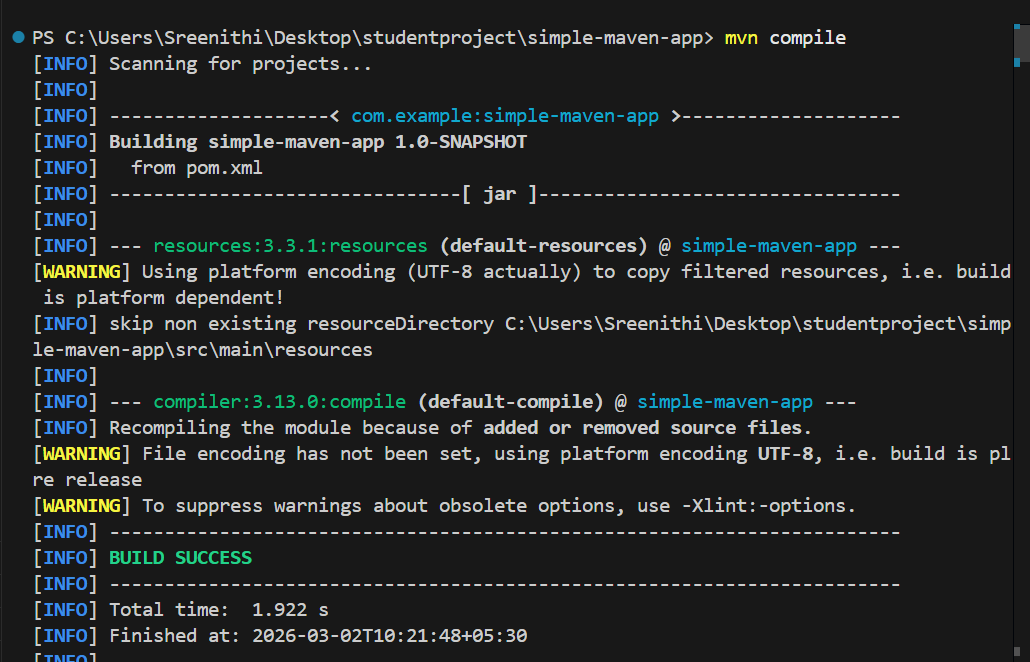 PS C:\Users\Sreenithi\Desktop\studentproject\simple-maven-app> mvn compile
[INFO] Scanning for projects...
[INFO]
[INFO] --------------------< com.example:simple-maven-app >--------------------
[INFO] Building simple-maven-app 1.0-SNAPSHOT
[INFO]   from pom.xml
[INFO] --------------------------------[ jar ]---------------------------------
[INFO]
[INFO] --- resources:3.3.1:resources (default-resources) @ simple-maven-app ---
[WARNING] Using platform encoding (UTF-8 actually) to copy filtered resources, i.e. build
 is platform dependent!
[INFO] skip non existing resourceDirectory C:\Users\Sreenithi\Desktop\studentproject\simp
le-maven-app\src\main\resources
[INFO]
[INFO] --- compiler:3.13.0:compile (default-compile) @ simple-maven-app ---
[INFO] Recompiling the module because of added or removed source files.
[WARNING] File encoding has not been set, using platform encoding UTF-8, i.e. build is pl
re release
[WARNING] To suppress warnings about obsolete options, use -Xlint:-options.
[INFO] ------------------------------------------------------------------------
[INFO] BUILD SUCCESS
[INFO] ------------------------------------------------------------------------
[INFO] Total time:  1.922 s
[INFO] Finished at: 2026-03-02T10:21:48+05:30
[INFO]